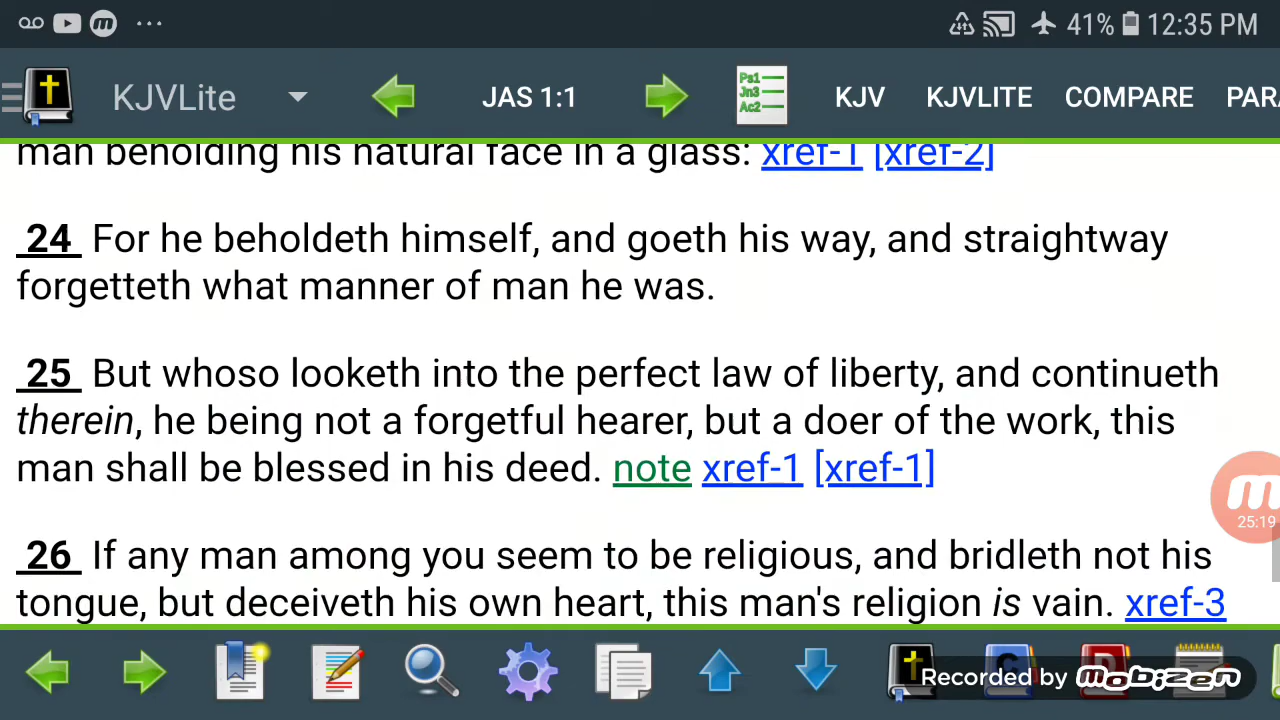 41% 12:35 PM
KJVLite JAS 1:1 Ps1 Jn3 Ac2 KJV KJVLITE COMPARE PAR
man beholding his natural face in a glass: xref-1 [xref-2]
24 For he beholdeth himself, and goeth his way, and straightway
forgetteth what manner of man he was.
25 But whoso looketh into the perfect law of liberty, and continueth
therein, he being not a forgetful hearer, but a doer of the work, this
man shall be blessed in his deed. note xref-1 [xref-1]
25:19
26 If any man among you seem to be religious, and bridleth not his
tongue, but deceiveth his own heart, this man's religion is vain. xref-3
Recorded by mobizen